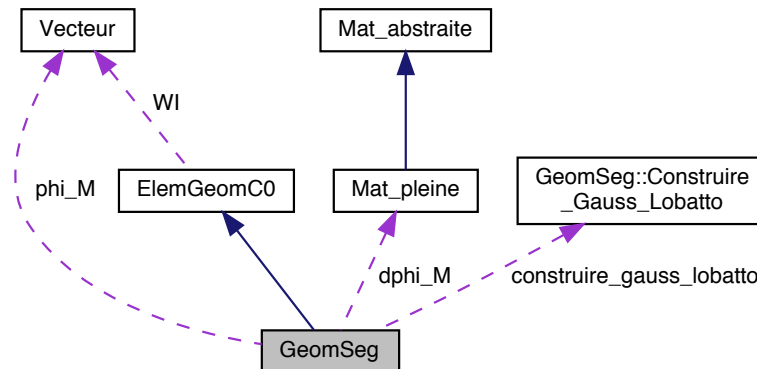 Vecteur
Mat_abstraite
WI
phi_M
ElemGeomC0
Mat_pleine
GeomSeg::Construire
_Gauss_Lobatto
dphi_M
construire_gauss_lobatto
GeomSeg